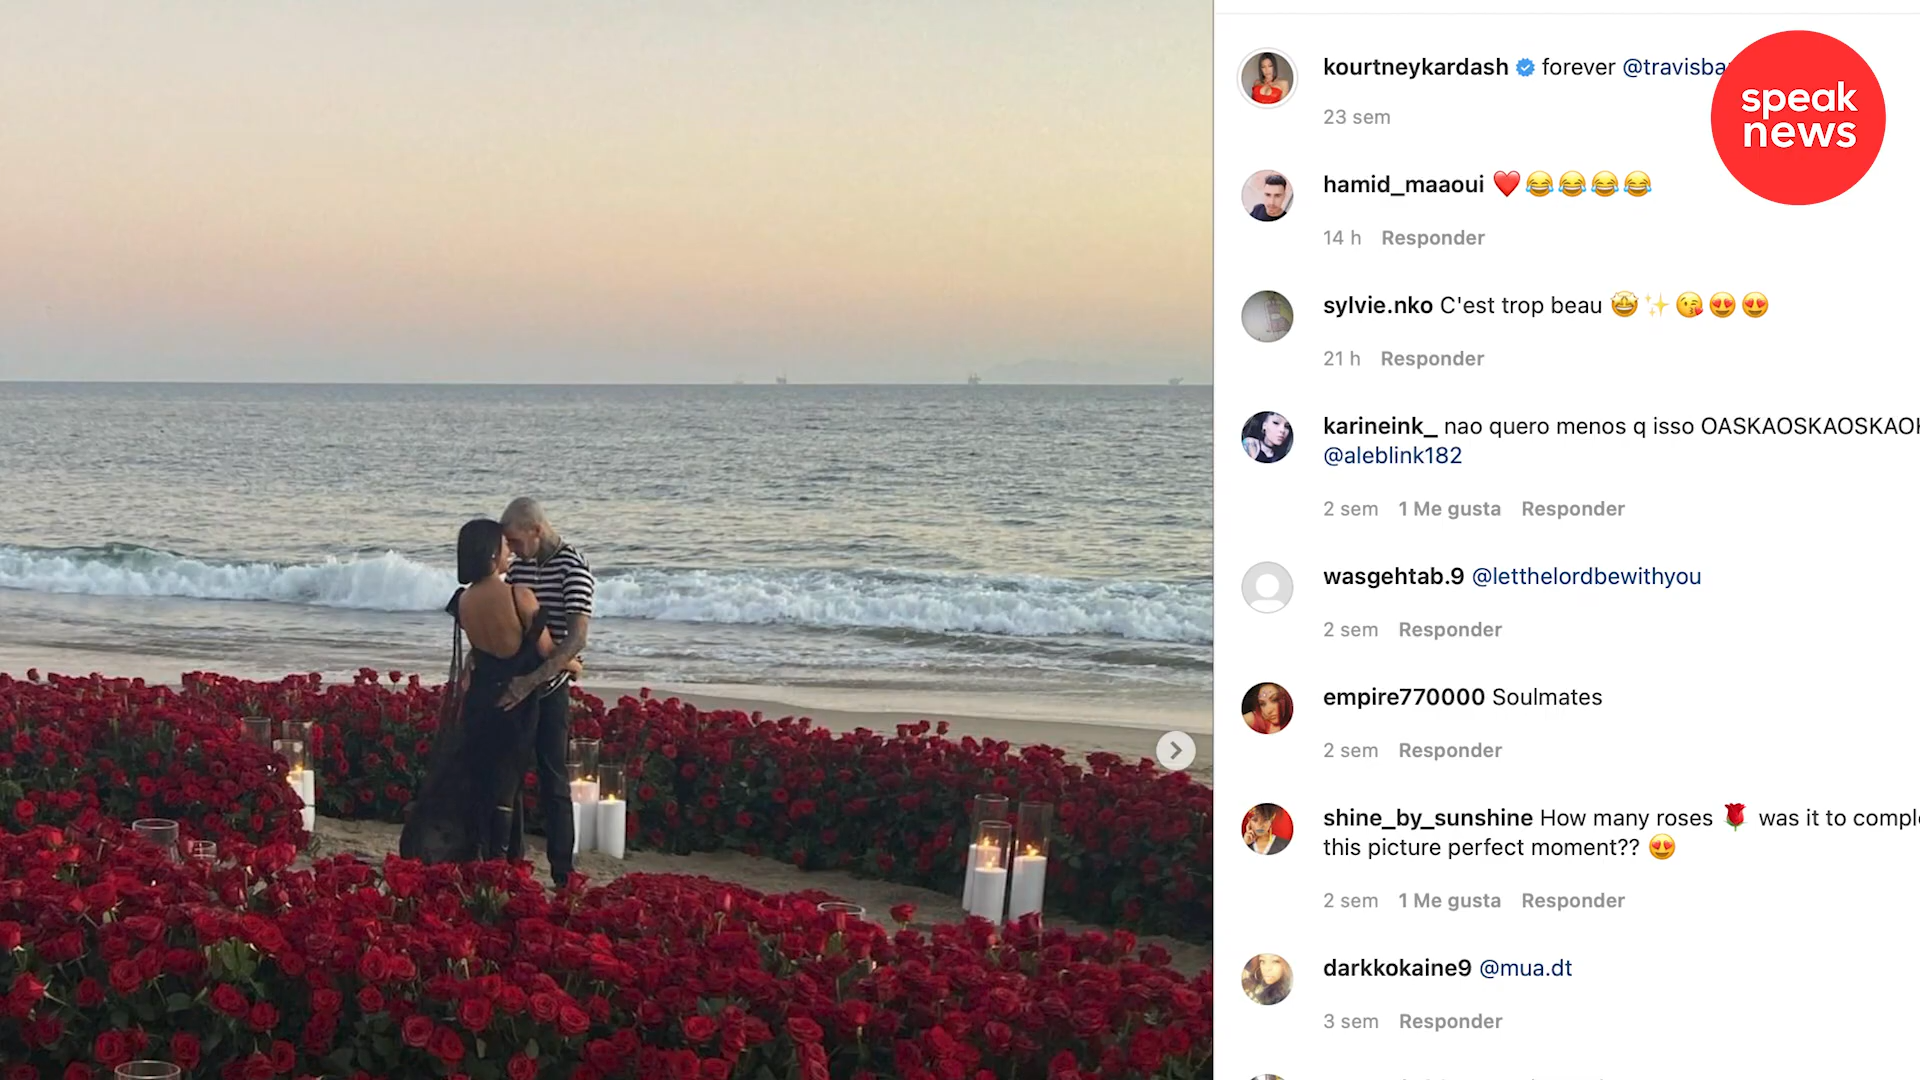 kourtneykardash forever
speak
news
23 sem
hamid_maaoui ❤️😂😂😂😂
14 h Responder
sylvie.nko C'est trop beau 🤩✨😘😍😍
21 h Responder
karineink_ nao quero menos q isso
@aleblink182
2 sem 1 Me gusta Responder
wasgehtab.9 @letthelordbewithyou
2 sem Responder
empire770000 Soulmates
2 sem Responder
shine_by_sunshine How many roses 🌹 was it to
this picture perfect moment?? 😍
2 sem 1 Me gusta Responder
darkkokaine9 @mua.dt
3 sem Responder